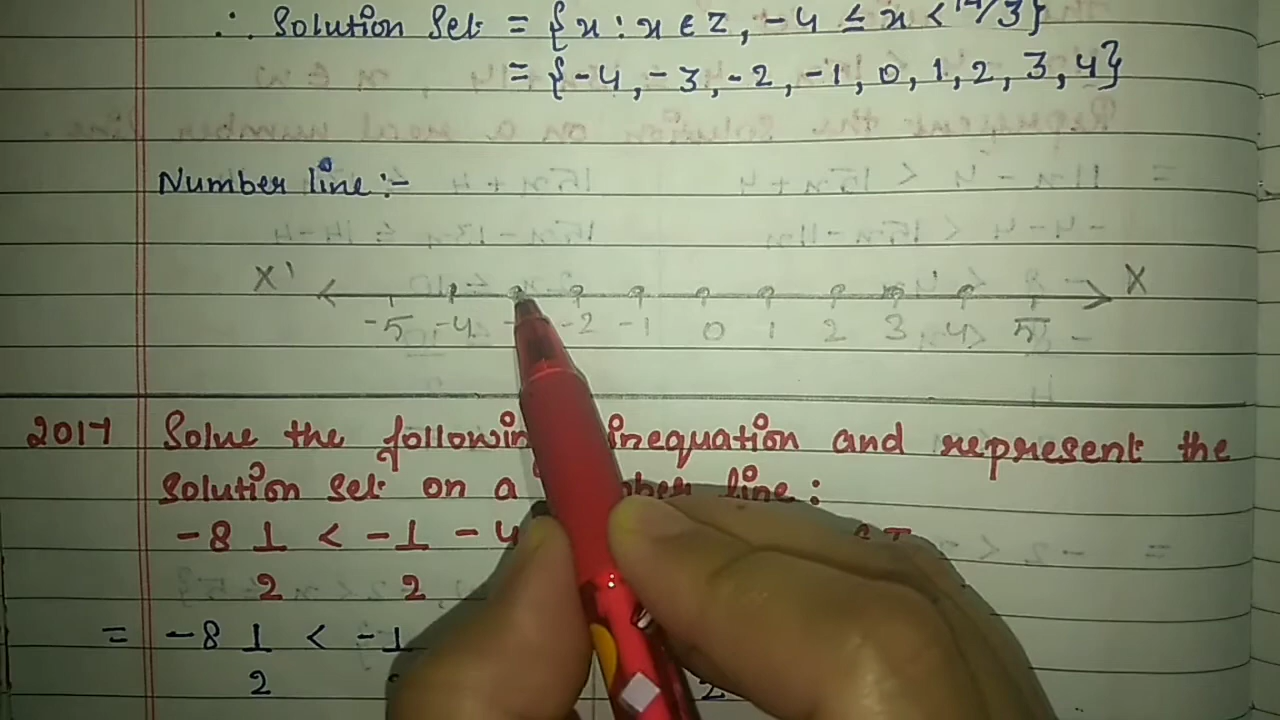 ∴ Solution Set = {x : x ∈ Z, -4 ≤ x < 14/3}
= {-4, -3, -2, -1, 0, 1, 2, 3, 4}
Number line :-
X' X
-5 -4 -2 -1 0 1 2 3 4 5
2017 Solve the following inequation and represent the
Solution Set on a line :
-8 1/2 < -1/2 - 4
= -8 1/2 < -1
2